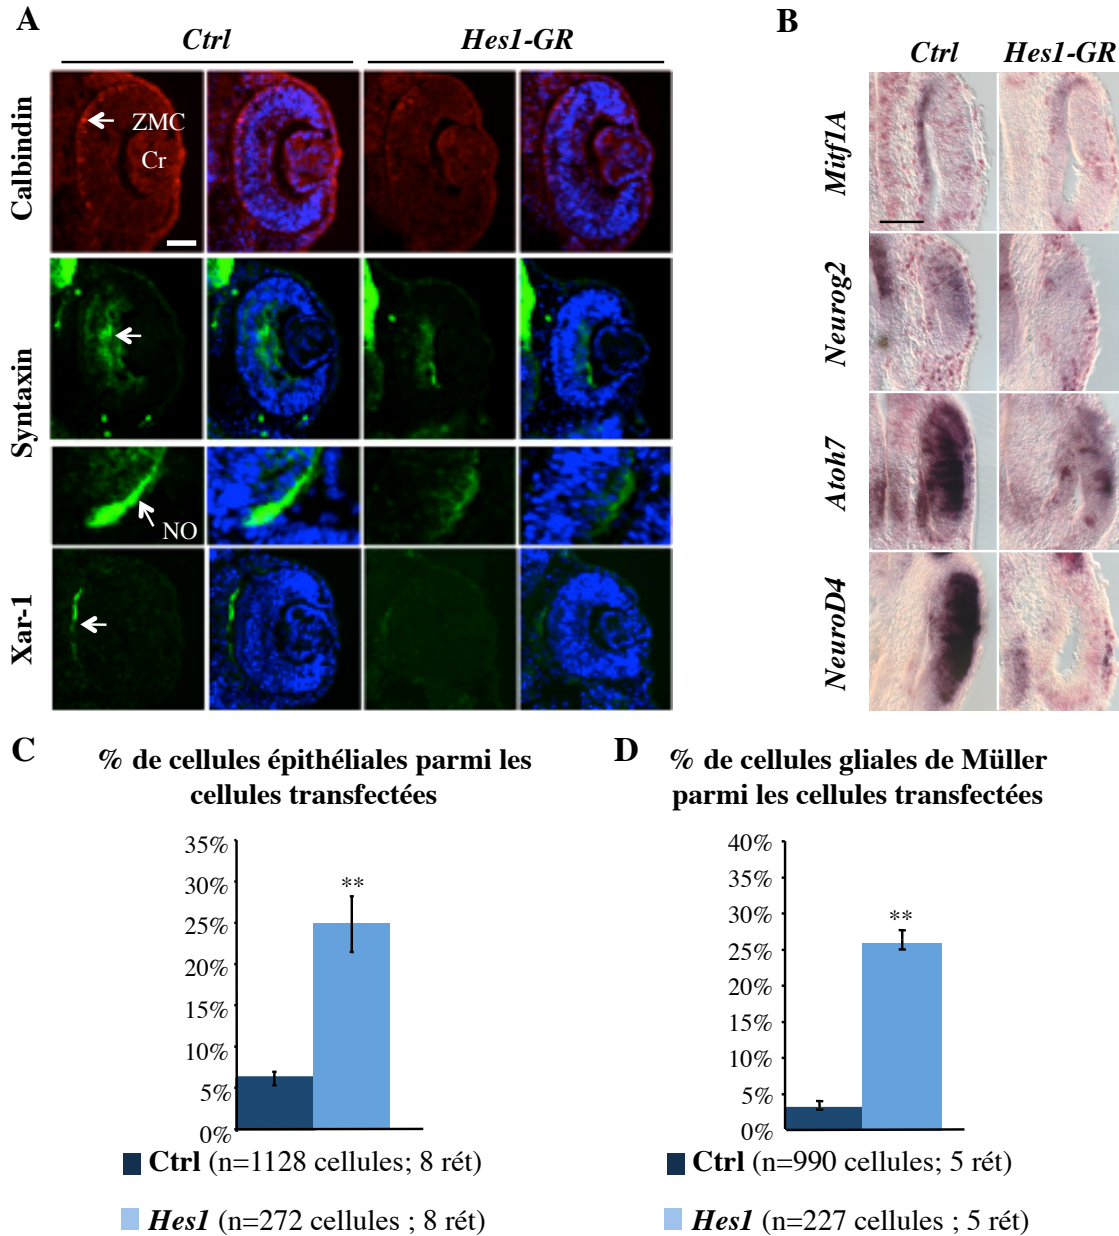 A
B
Ctrl
Hes1-GR
Ctrl
Hes1-GR
Calbindin
ZMC
Cr
Syntaxin
NO
Xar-1
Mitf1A
Neurog2
Atoh7
NeuroD4
C
% de cellules épithéliales parmi les
cellules transfectées
35%
30%
25%
20%
15%
10%
5%
0%
**
Ctrl (n=1128 cellules; 8 rét)
Hes1 (n=272 cellules ; 8 rét)
D
% de cellules gliales de Müller
parmi les cellules transfectées
40%
35%
30%
25%
20%
15%
10%
5%
0%
**
Ctrl (n=990 cellules; 5 rét)
Hes1 (n=227 cellules ; 5 rét)